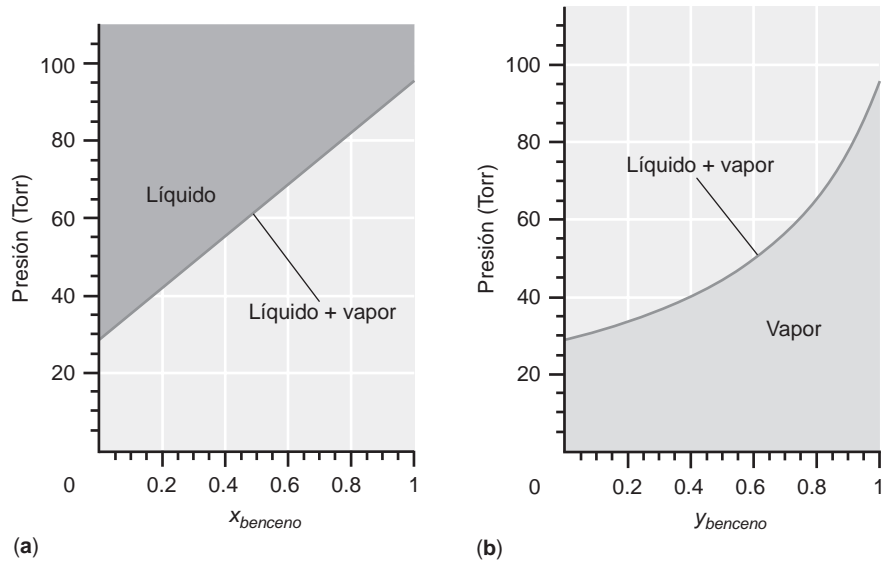 100
80
60
40
20
0
Presión (Torr)
Líquido
Líquido + vapor
0.2 0.4 0.6 0.8 1
x_benceno
(a)
100
80
60
40
20
0
Presión (Torr)
Líquido + vapor
Vapor
0.2 0.4 0.6 0.8 1
y_benceno
(b)